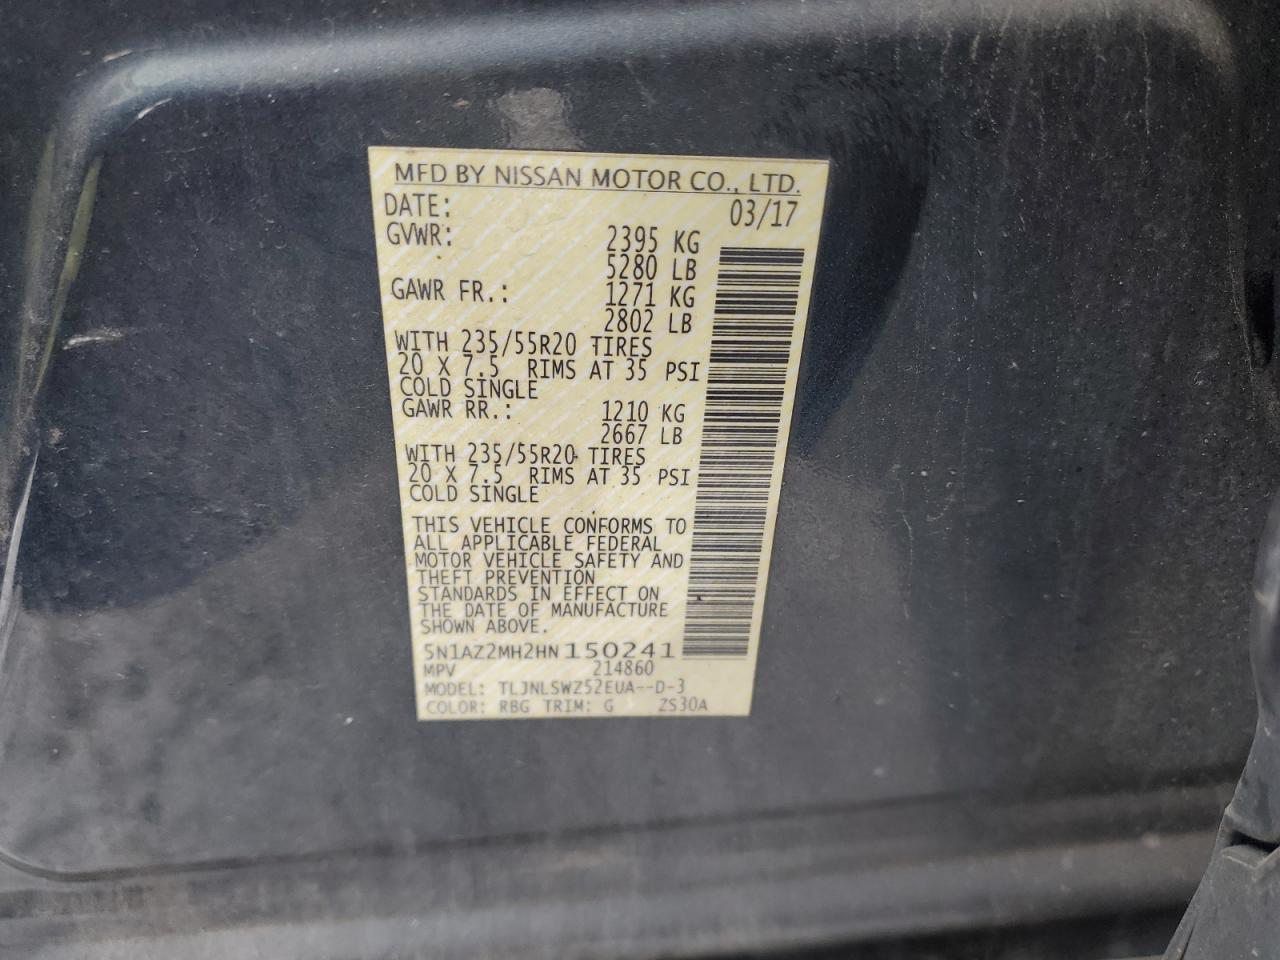 MFD BY NISSAN MOTOR CO., LTD.
DATE: 03/17
GVWR: 2395 KG
5280 LB
GAWR FR.: 1271 KG
2802 LB
WITH 235/55R20 TIRES
20 X 7.5 RIMS AT 35 PSI
COLD SINGLE
GAWR RR.: 1210 KG
2667 LB
WITH 235/55R20 TIRES
20 X 7.5 RIMS AT 35 PSI
COLD SINGLE
THIS VEHICLE CONFORMS TO
ALL APPLICABLE FEDERAL
MOTOR VEHICLE SAFETY AND
THEFT PREVENTION
STANDARDS IN EFFECT ON
THE DATE OF MANUFACTURE
SHOWN ABOVE.
5N1AZ2MH2HN150241
MPV 214860
MODEL: TLJNLSWZ52EUA--D-3
COLOR: RBG TRIM: G ZS30A